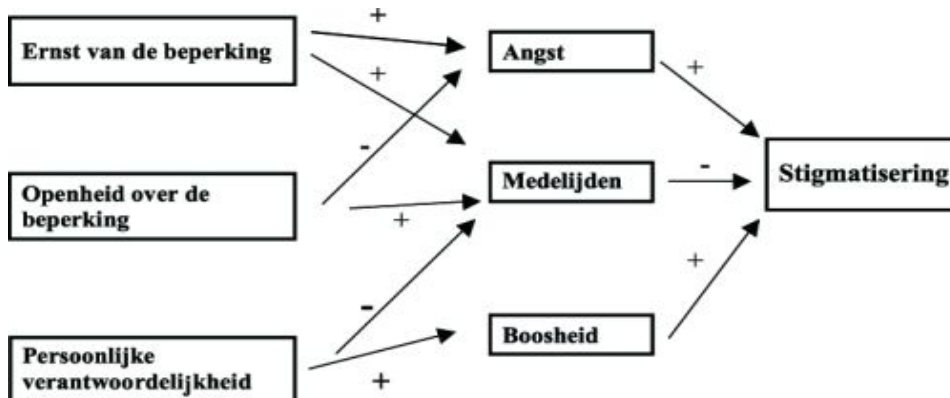 Ernst van de beperking
+
+
-
Angst
+
Openheid over de
beperking
+
Medelijden
-
Stigmatisering
Persoonlijke
verantwoordelijkheid
-
+
Boosheid
+